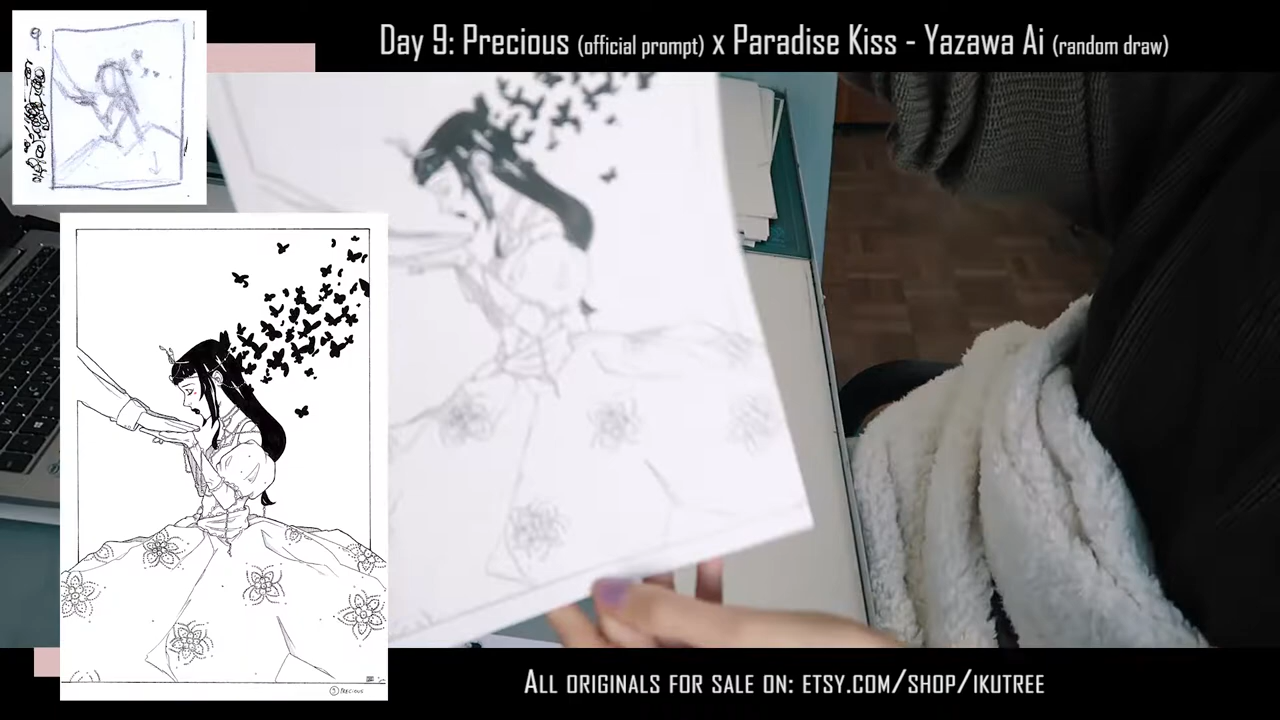 Day 9: Precious (official prompt) x Paradise Kiss - Yazawa Ai (random draw)
9 Precious
All originals for sale on: etsy.com/shop/ikutree